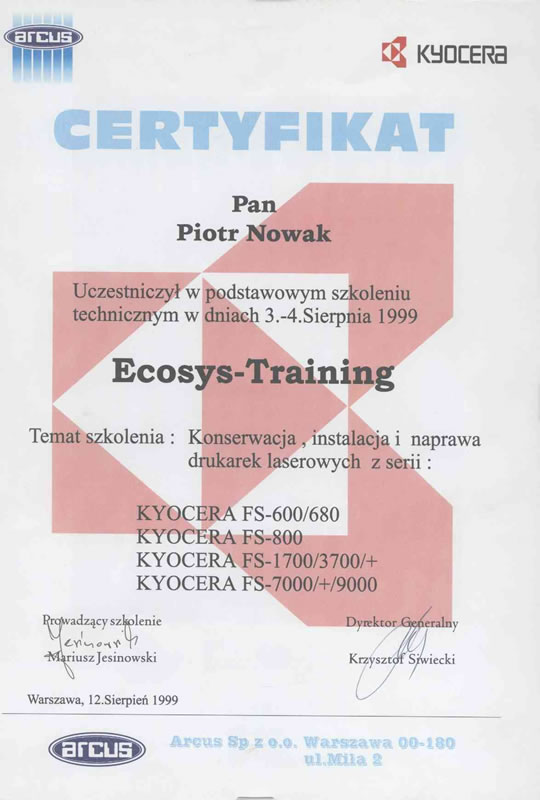 arcus
KYOCERA
CERTYFIKAT
Pan
Piotr Nowak
Uczestniczył w podstawowym szkoleniu
technicznym w dniach 3.-4.Sierpnia 1999
Ecosys-Training
Temat szkolenia : Konserwacja , instalacja i naprawa
drukarek laserowych z serii :
KYOCERA FS-600/680
KYOCERA FS-800
KYOCERA FS-1700/3700/+
KYOCERA FS-7000/+/9000
Prowadzący szkolenie
Dyrektor Generalny
Mariusz Jesinowski
Krzysztof Siwiecki
Warszawa, 12.Sierpień 1999
arcus
Arcus Sp z o.o. Warszawa 00-180
ul.Mila 2